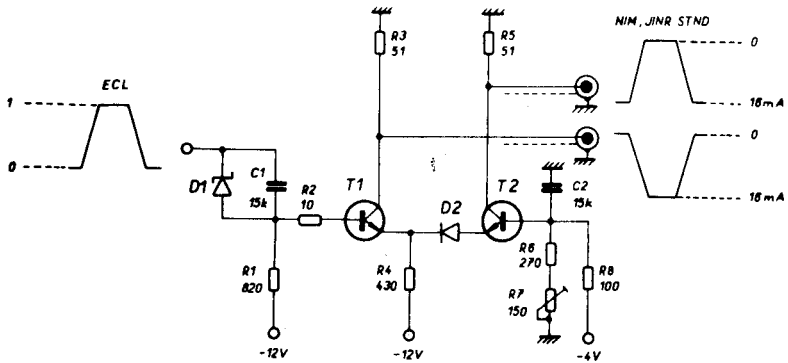 NIM, JINR STND
0
16mA
0
16mA
ECL
1
0
R3
51
R5
51
D1
C1
15k
R2
10
T1
D2
T2
C2
15k
R1
820
R4
430
R6
270
R7
150
R8
100
-12V
-12V
-4V